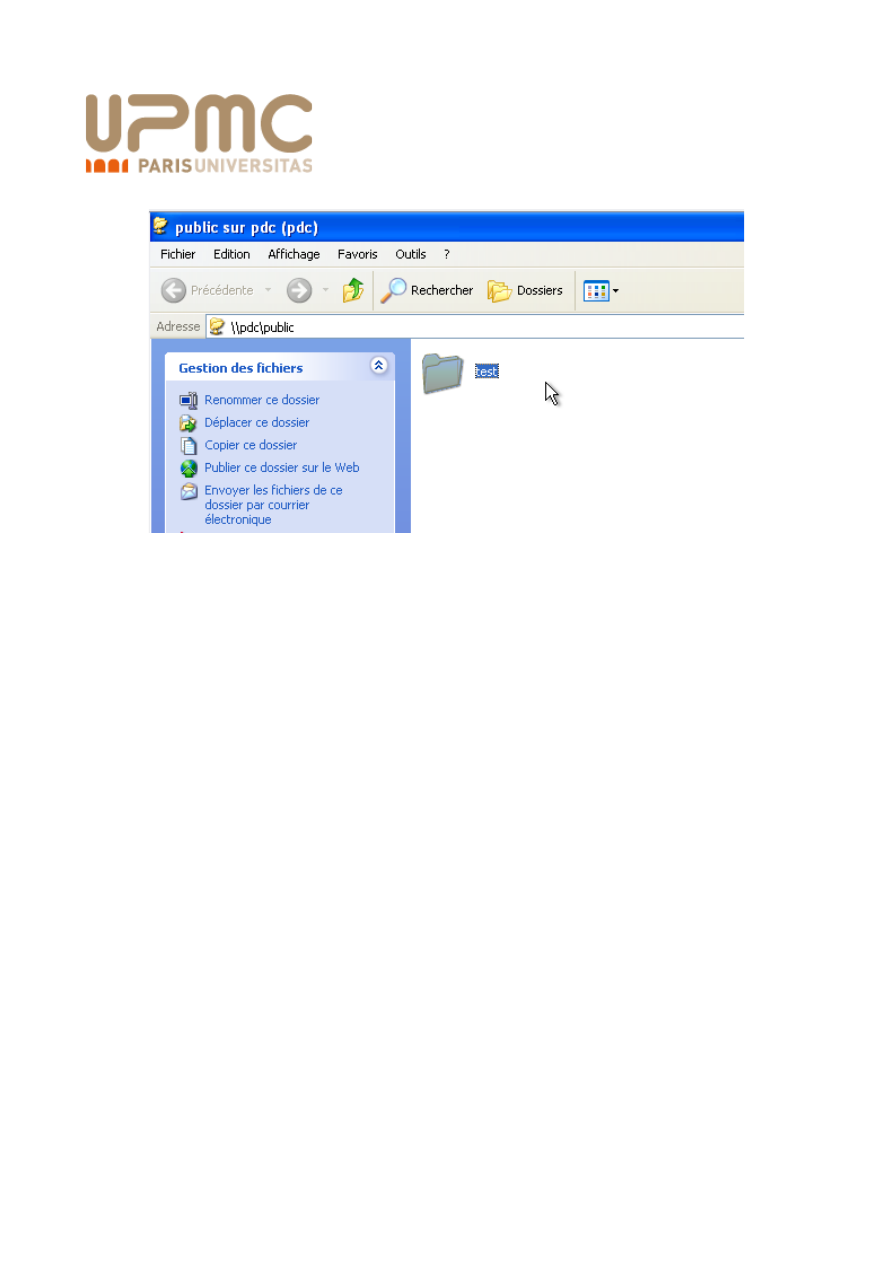 UPMC
PARISUNIVERSITAS
public sur pdc (pdc)
Fichier Edition Affichage Favoris Outils ?
Précédente Rechercher Dossiers
Adresse \\pdc\public
Gestion des fichiers
test
Renommer ce dossier
Déplacer ce dossier
Copier ce dossier
Publier ce dossier sur le Web
Envoyer les fichiers de ce
dossier par courrier
électronique